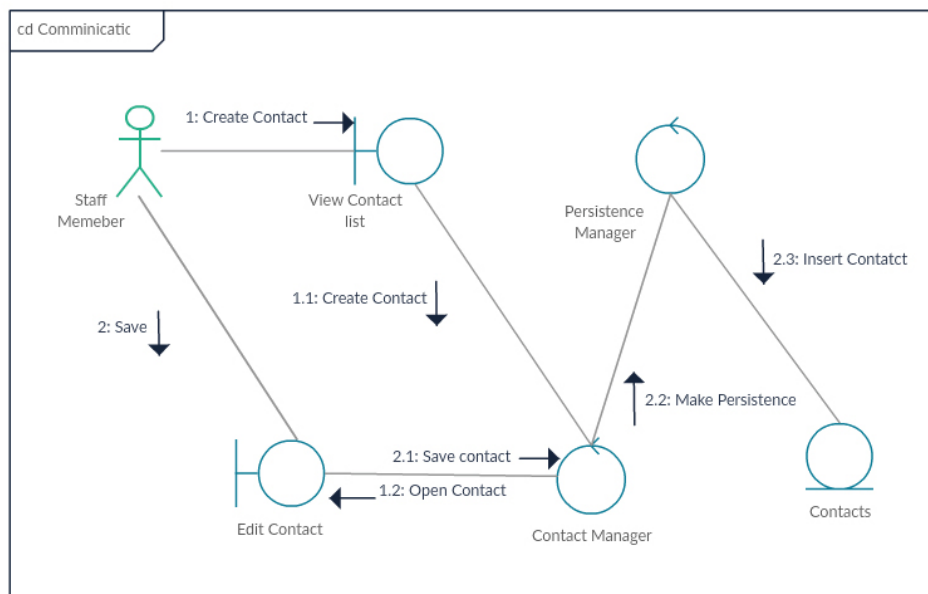 cd Comminicatic
1: Create Contact
Staff
Memeber
View Contact
list
Persistence
Manager
2.3: Insert Contatct
1.1: Create Contact
2: Save
2.2: Make Persistence
2.1: Save contact
1.2: Open Contact
Edit Contact
Contact Manager
Contacts